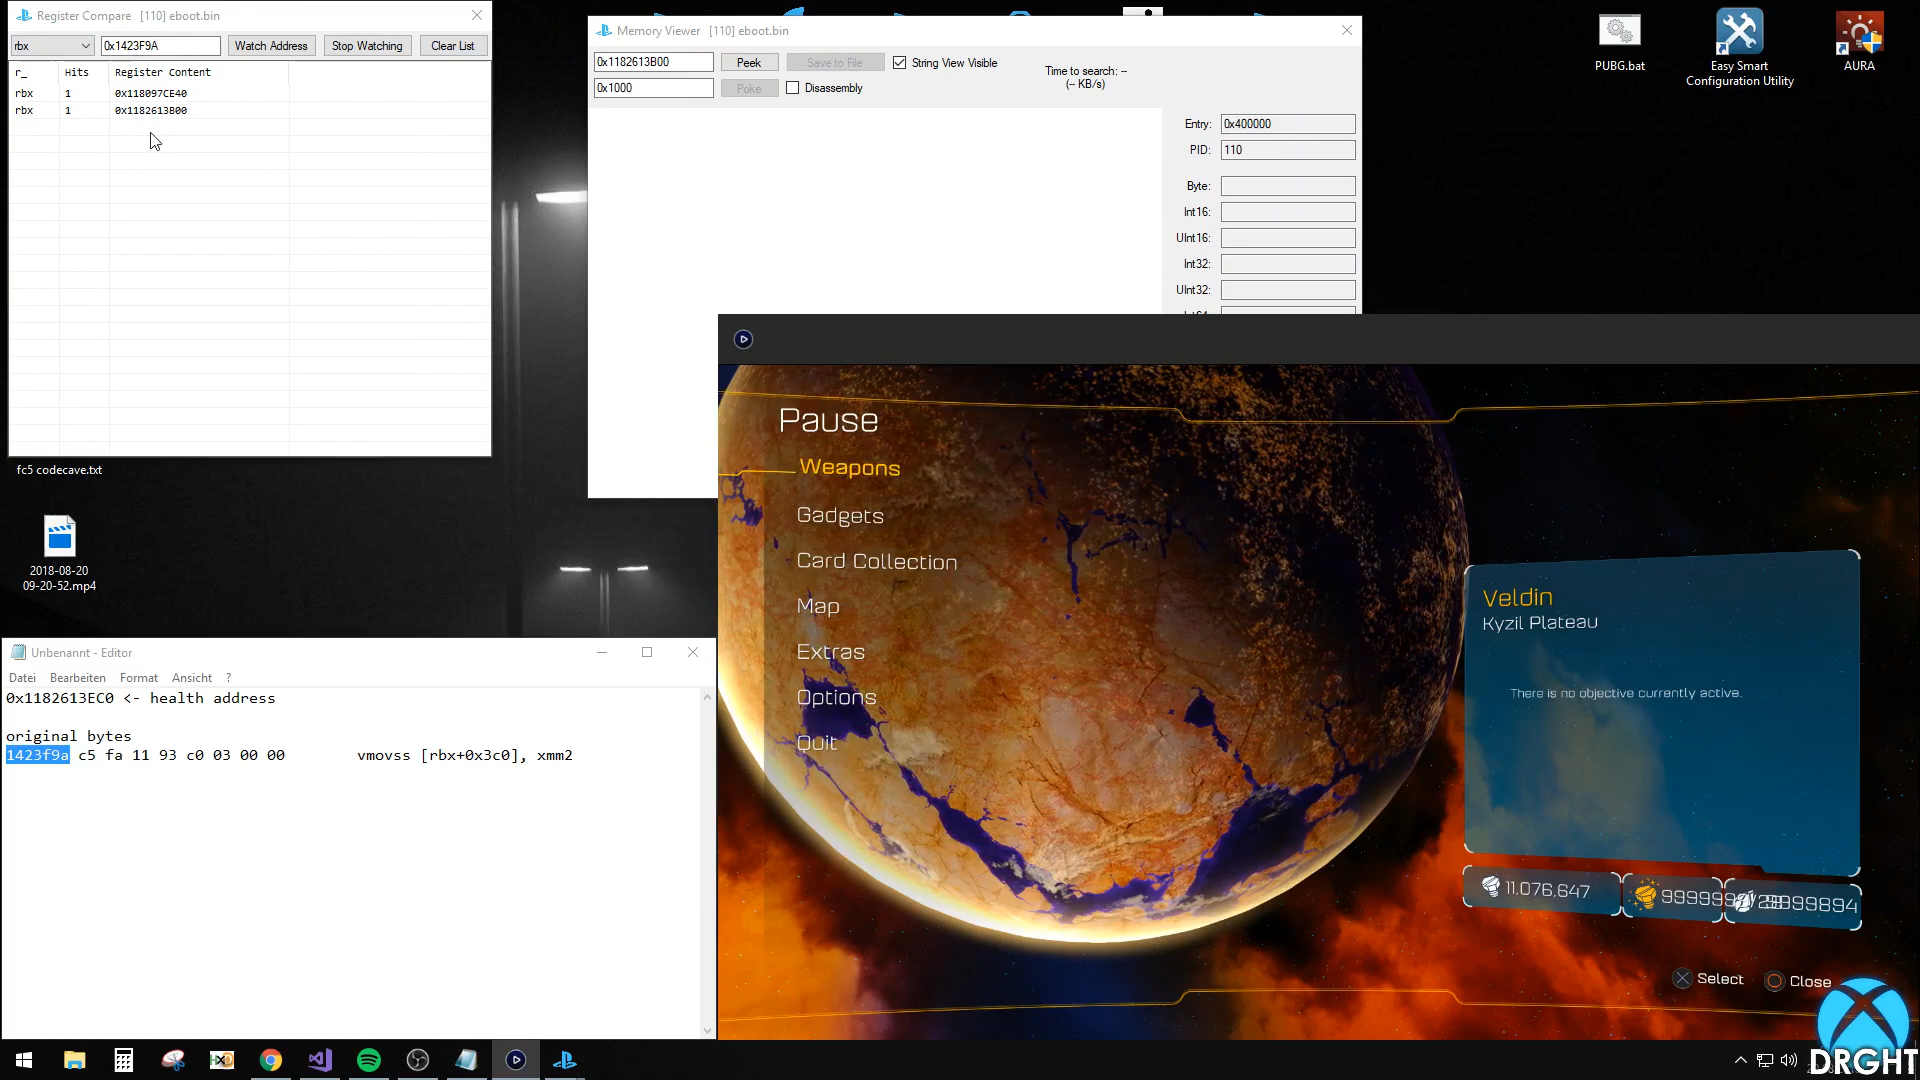 Register Compare [110] eboot.bin
rbx 0x1423F9A Watch Address Stop Watching Clear List
r_ Hits Register Content
rbx 1 0x118097CE40
rbx 1 0x1182613B00
Memory Viewer [110] eboot.bin
0x1182613B00 Peek Save to File String View Visible
0x1000 Poke Disassembly
Time to search: --
(-- KB/s)
Entry: 0x400000
PID: 110
Byte:
Int16:
UInt16:
Int32:
UInt32:
PUBG.bat
Easy Smart
Configuration Utility
AURA
fc5 codecave.txt
2018-08-20
09-20-52.mp4
Unbenannt - Editor
Datei Bearbeiten Format Ansicht ?
0x1182613EC0 <- health address
original bytes
1423f9a c5 fa 11 93 c0 03 00 00 vmovss [rbx+0x3c0], xmm2
Pause
Weapons
Gadgets
Card Collection
Map
Extras
Options
Quit
Veldin
Kyzil Plateau
There is no objective currently active.
11,076,647
Select Close
DRGHT